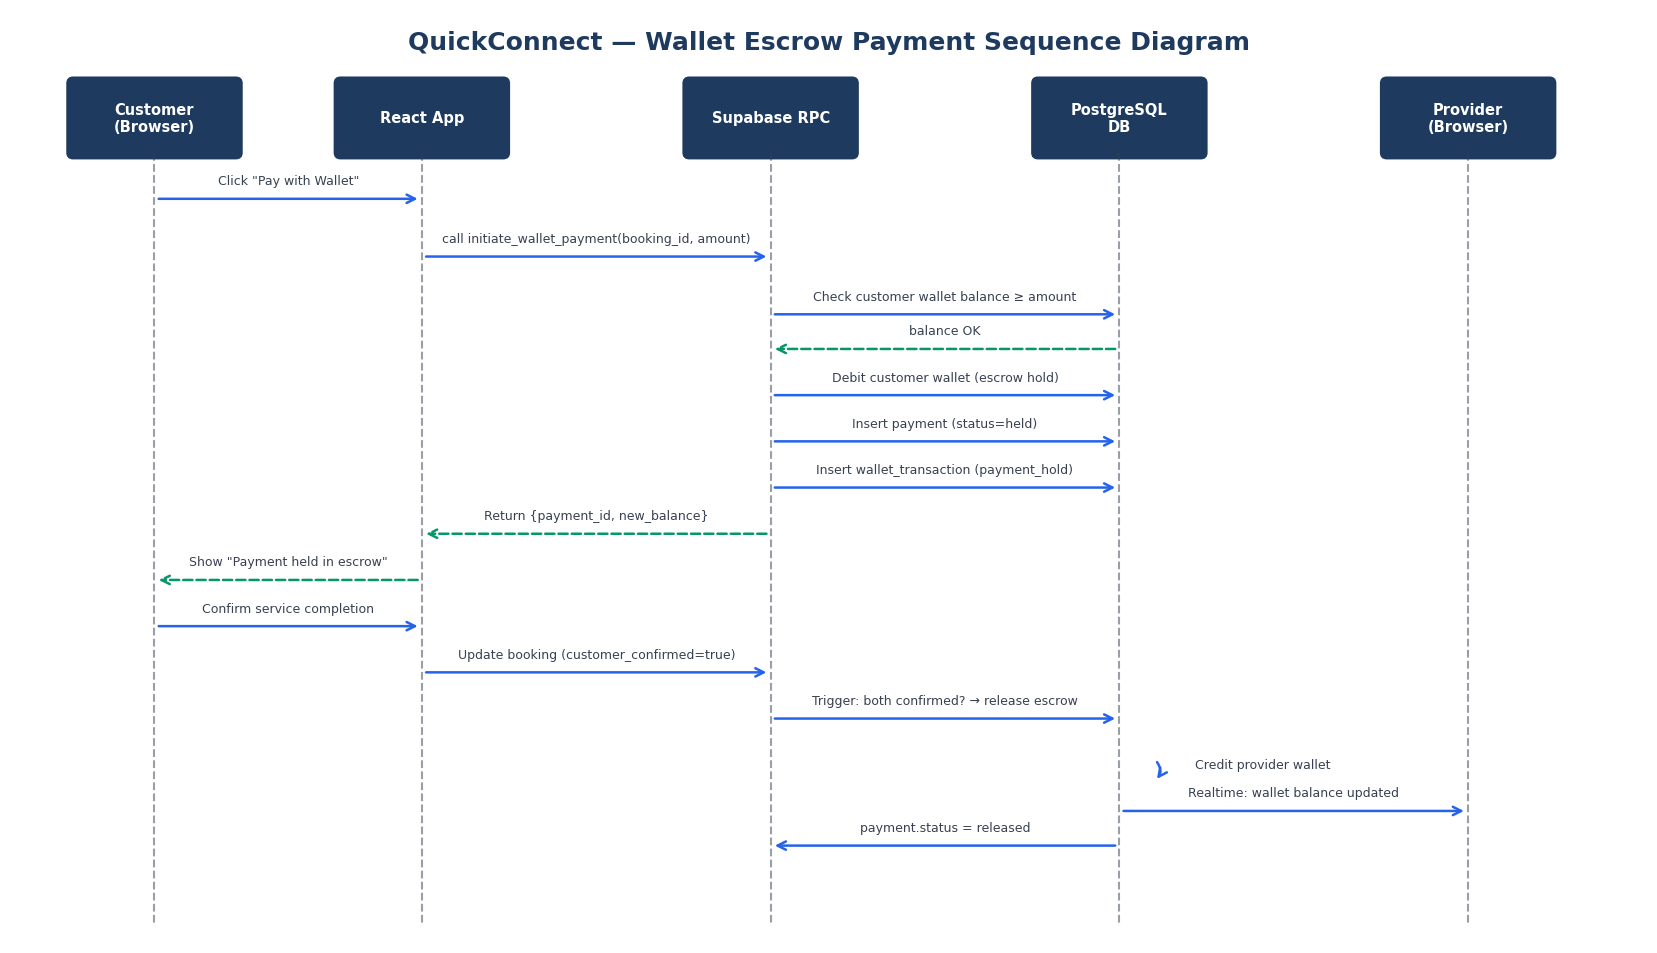 QuickConnect — Wallet Escrow Payment Sequence Diagram
Customer
(Browser)
React App
Supabase RPC
PostgreSQL
DB
Provider
(Browser)
Click "Pay with Wallet"
call initiate_wallet_payment(booking_id, amount)
Check customer wallet balance ≥ amount
balance OK
Debit customer wallet (escrow hold)
Insert payment (status=held)
Insert wallet_transaction (payment_hold)
Return {payment_id, new_balance}
Show "Payment held in escrow"
Confirm service completion
Update booking (customer_confirmed=true)
Trigger: both confirmed? → release escrow
Credit provider wallet
Realtime: wallet balance updated
payment.status = released